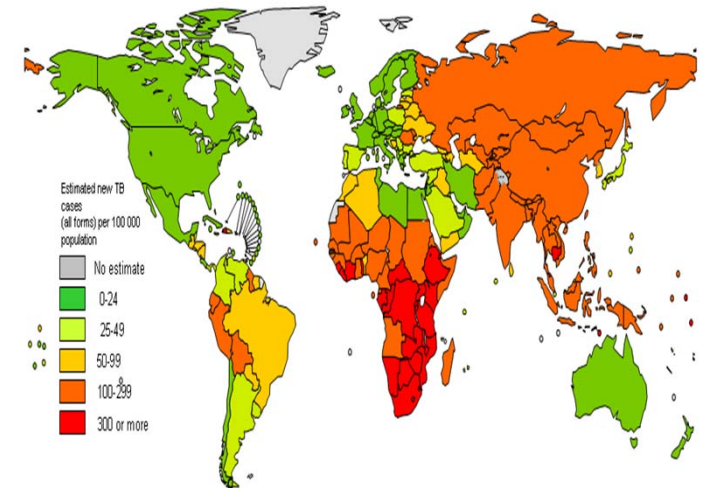 Estimated new TB
cases
(all forms) per 100 000
population
No estimate
0-24
25-49
50-99
100-299
300 or more